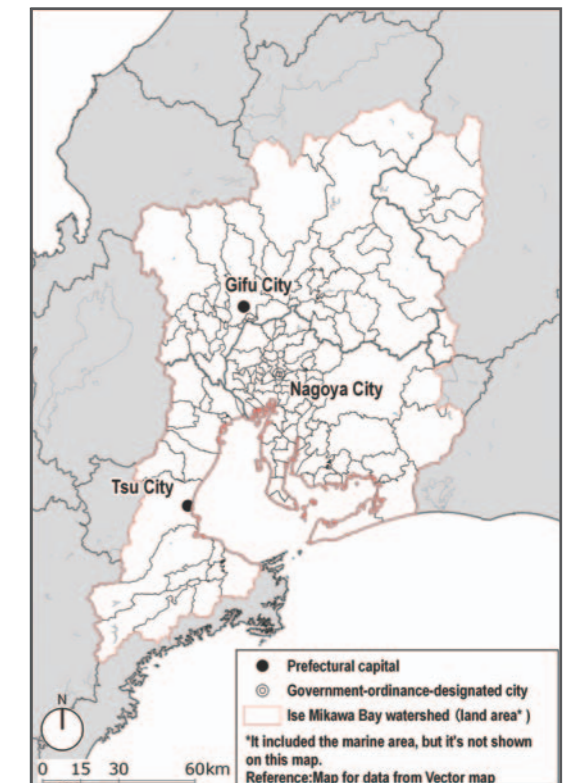 Gifu City
Nagoya City
Tsu City
Prefectural capital
Government-ordinance-designated city
Ise Mikawa Bay watershed (land area*)
*It included the marine area, but it's not shown
on this map.
Reference:Map for data from Vector map
N
0 15 30 60km